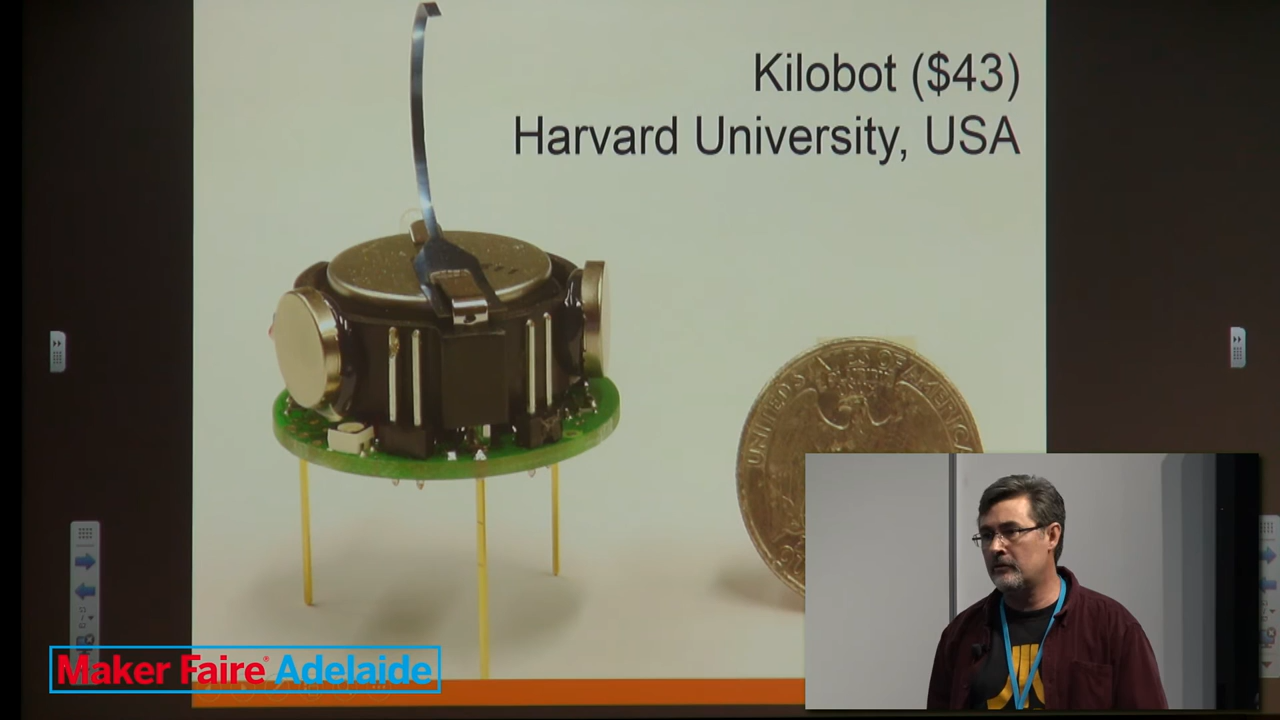 Kilobot ($43)
Harvard University, USA
UNITED STATES OF AMERICA
Maker Faire® Adelaide